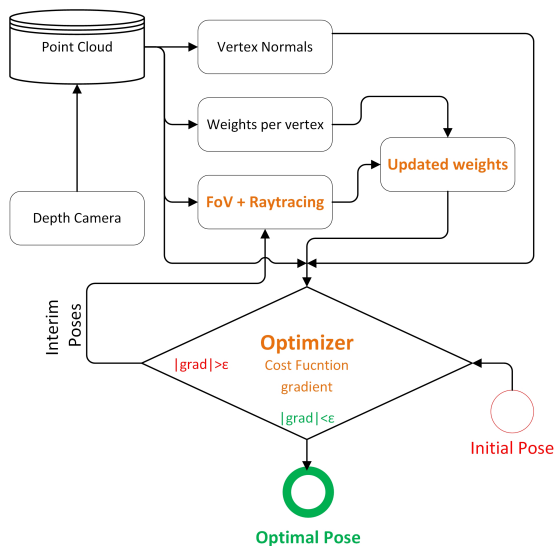 Point Cloud
Vertex Normals
Weights per vertex
Updated weights
FoV + Raytracing
Depth Camera
Interim
Poses
Optimizer
Cost Fucntion
gradient
|grad|>ε
|grad|<ε
Initial Pose
Optimal Pose